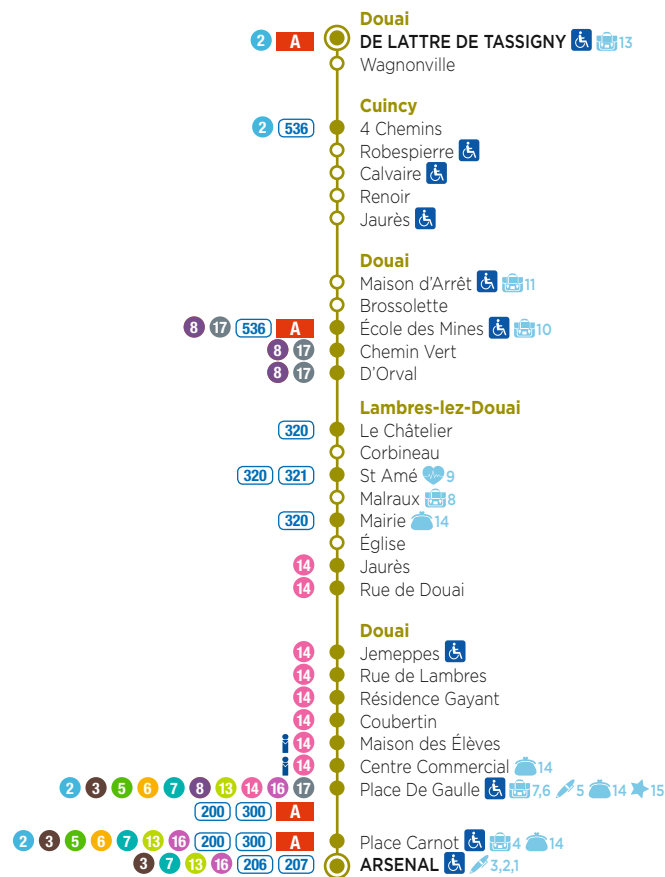 Douai
2 A DE LATTRE DE TASSIGNY 13
Wagnonville
Cuincy
2 536 4 Chemins
Robespierre
Calvaire
Renoir
Jaurès
Douai
Maison d'Arrêt 11
Brossolette
8 17 536 A École des Mines 10
8 17 Chemin Vert
8 17 D'Orval
Lambres-lez-Douai
320 Le Châtelier
Corbineau
320 321 St Amé 9
Malraux 8
320 Mairie 14
Église
14 Jaurès
14 Rue de Douai
Douai
14 Jemeppes
14 Rue de Lambres
14 Résidence Gayant
14 Coubertin
14 Maison des Élèves
14 Centre Commercial 14
2 3 5 6 7 8 13 14 16 17 Place De Gaulle 7,6 5 14 15
200 300 A
2 3 5 6 7 13 16 200 300 A Place Carnot 4 14
3 7 13 16 206 207 ARSENAL 3,2,1